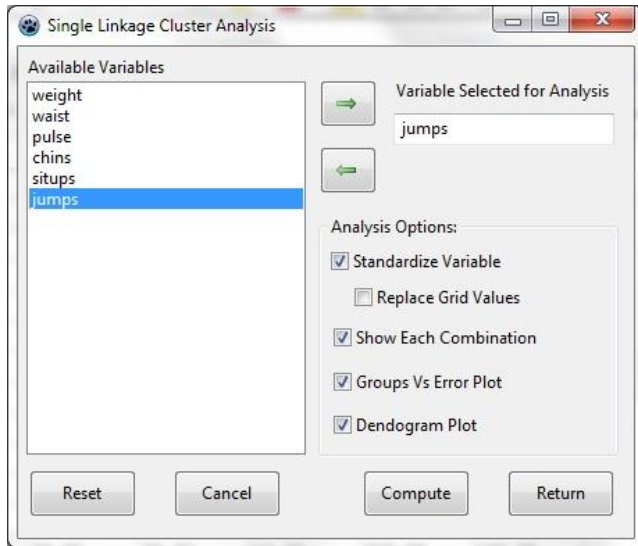 Single Linkage Cluster Analysis
Available Variables
weight
waist
pulse
chins
situps
jumps
Variable Selected for Analysis
jumps
Analysis Options:
Standardize Variable
Replace Grid Values
Show Each Combination
Groups Vs Error Plot
Dendogram Plot
Reset
Cancel
Compute
Return